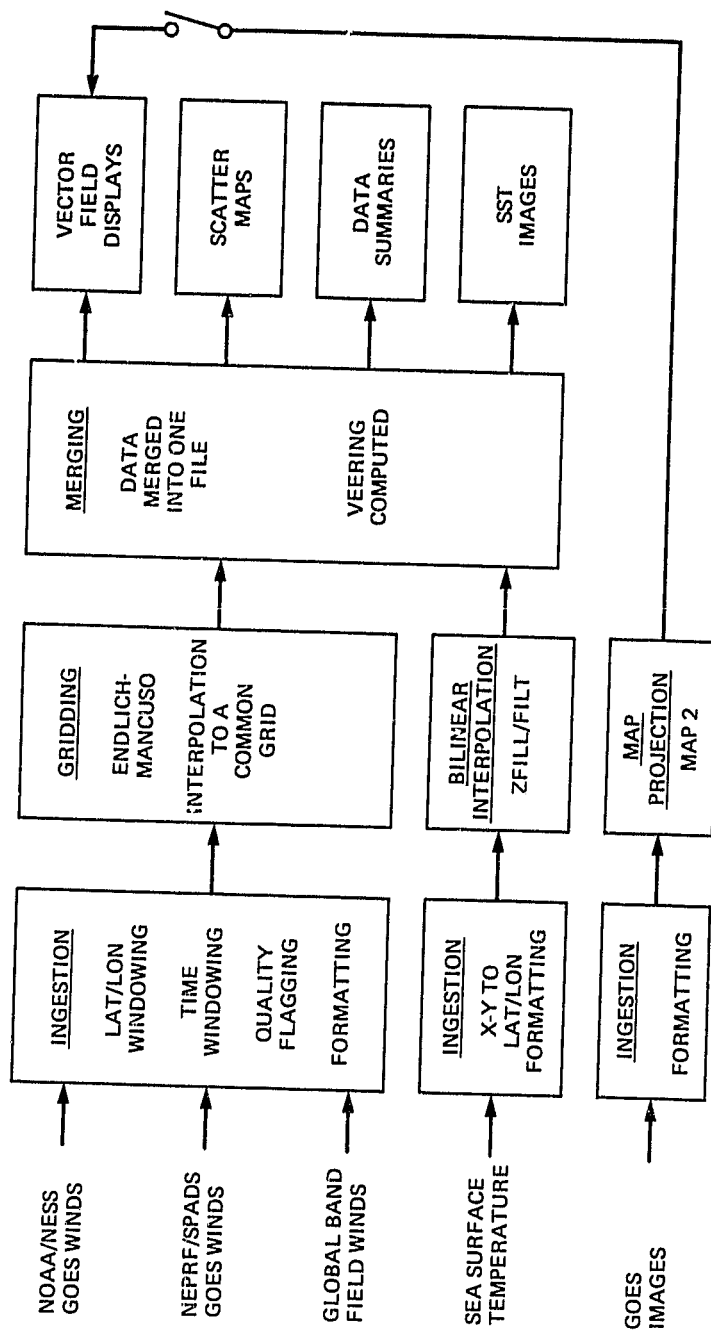 NOAA/NESS
GOES WINDS
NEPRF/SPADS
GOES WINDS
GLOBAL BAND
FIELD WINDS
SEA SURFACE
TEMPERATURE
GOES
IMAGES
INGESTION
LAT/LON
WINDOWING
TIME
WINDOWING
QUALITY
FLAGGING
FORMATTING
INGESTION
X-Y TO
LAT/LON
FORMATTING
INGESTION
FORMATTING
GRIDDING
ENDLICH-
MANCUSO
INTERPOLATION
TO A
COMMON
GRID
BILINEAR
INTERPOLATION
ZFILL/FILT
MAP
PROJECTION
MAP 2
MERGING
DATA
MERGED
INTO ONE
FILE
VEERING
COMPUTED
VECTOR
FIELD
DISPLAYS
SCATTER
MAPS
DATA
SUMMARIES
SST
IMAGES